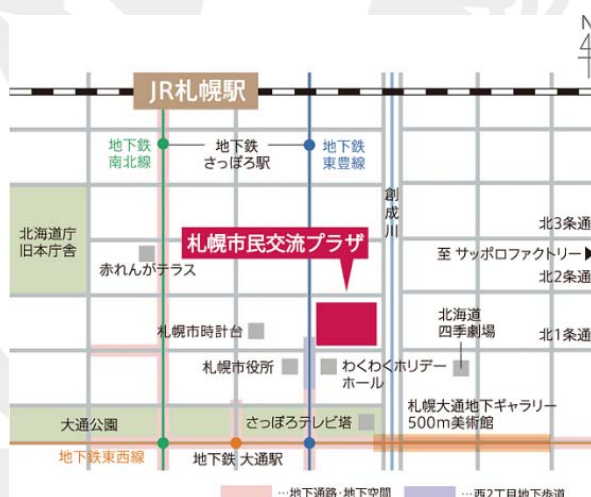 N
JR札幌駅
地下鉄
南北線
地下鉄
さっぽろ駅
地下鉄
東豊線
創成川
北海道庁
旧本庁舎
札幌市民交流プラザ
赤れんがテラス
北3条通
至 サッポロファクトリー▶
北2条通
北海道
四季劇場
札幌市時計台
北1条通
札幌市役所
わくわくホリデー
ホール
大通公園
さっぽろテレビ塔
札幌大通地下ギャラリー
500m美術館
地下鉄東西線
地下鉄 大通駅
…地下通路・地下空間
…西2丁目地下歩道